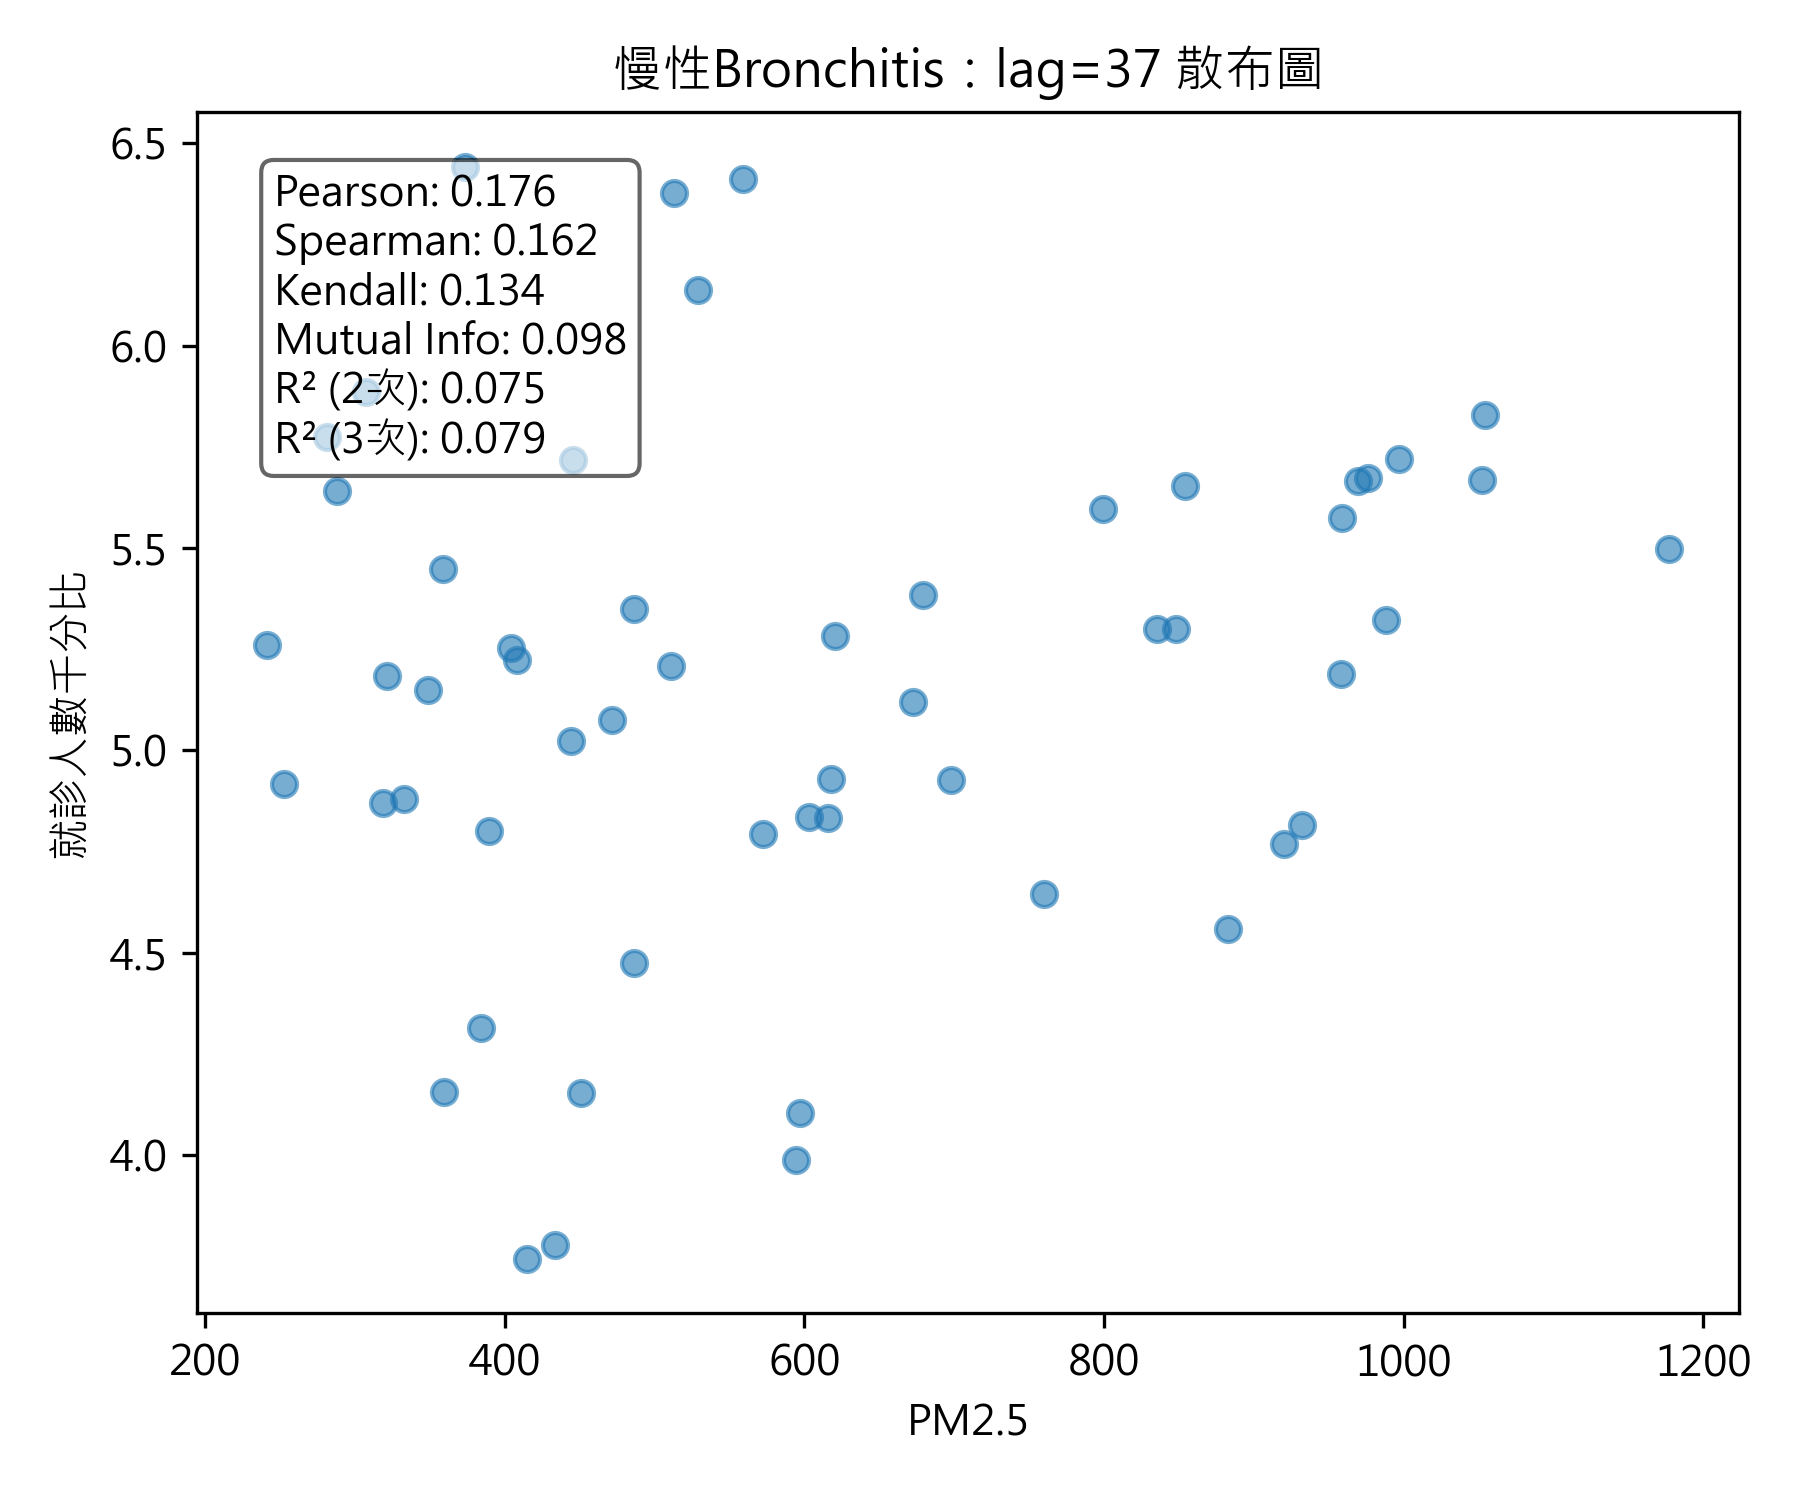 慢性Bronchitis：lag=37 散布圖
6.5
6.0
5.5
5.0
4.5
4.0
就診人數千分比
Pearson: 0.176
Spearman: 0.162
Kendall: 0.134
Mutual Info: 0.098
R² (2次): 0.075
R² (3次): 0.079
200 400 600 800 1000 1200
PM2.5